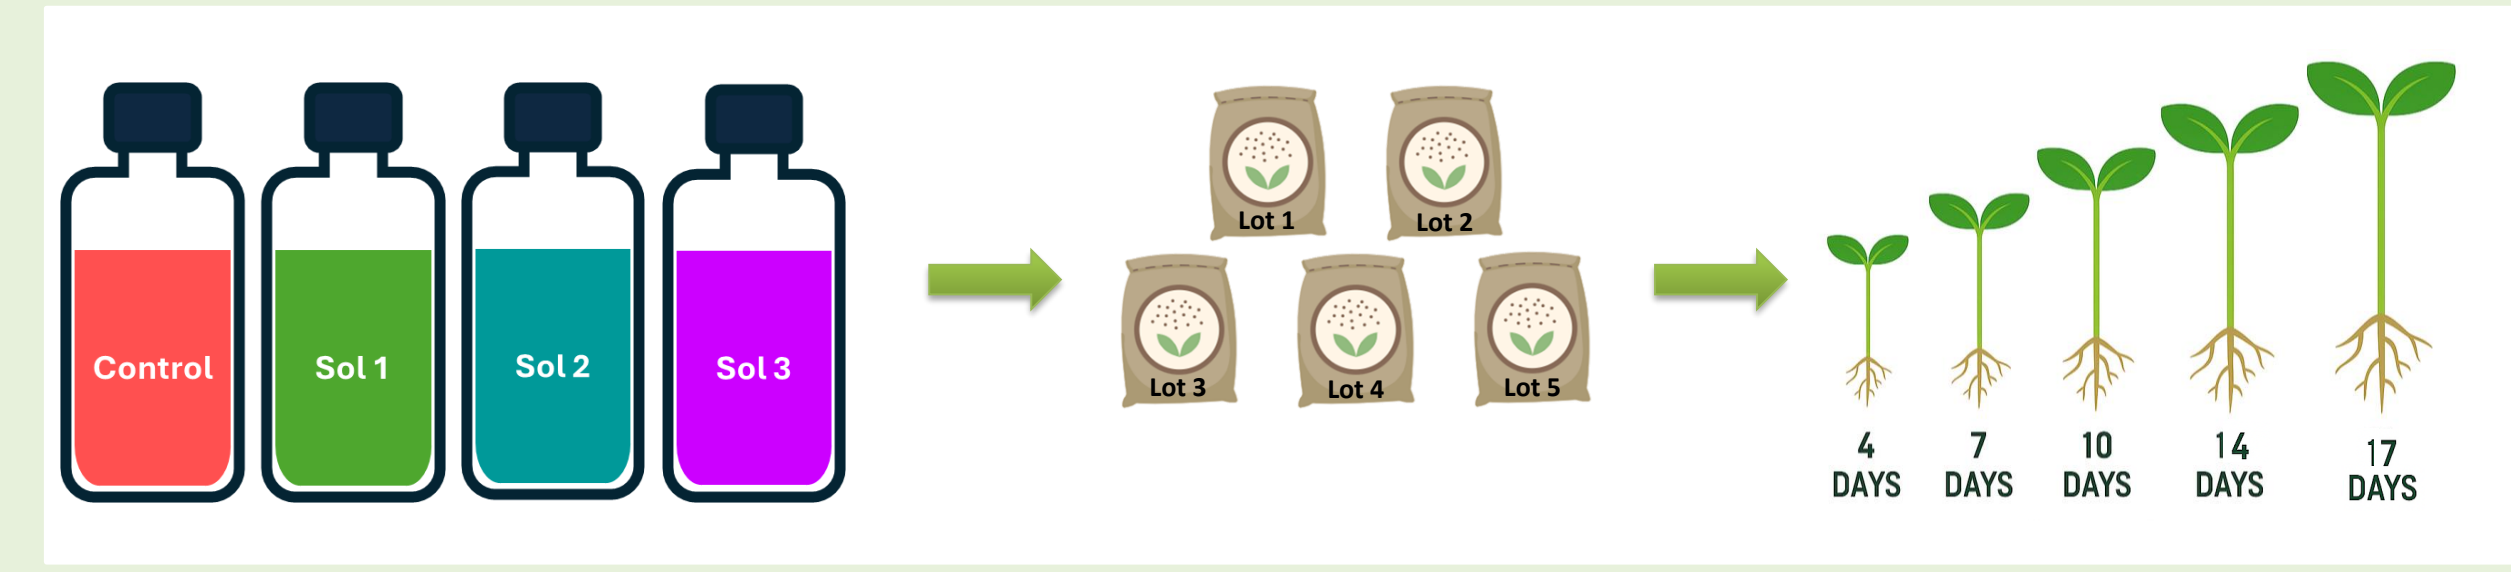 Control
Sol 1
Sol 2
Sol 3
Lot 1
Lot 2
Lot 3
Lot 4
Lot 5
4
DAYS
7
DAYS
10
DAYS
14
DAYS
17
DAYS